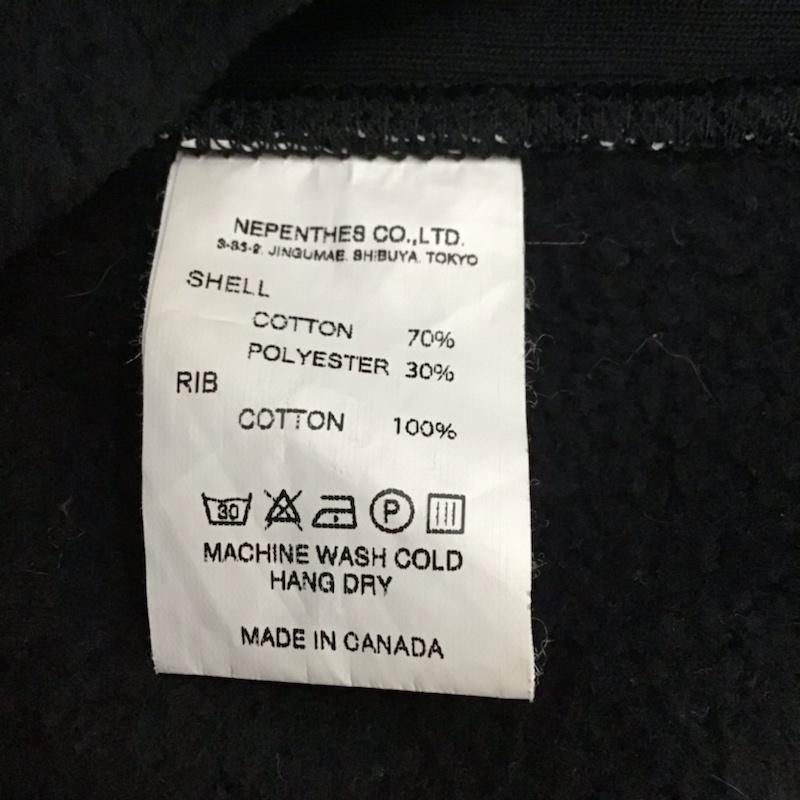 NEPENTHES CO.,LTD.
3-35-2. JINGUMAE. SHIBUYA. TOKYO
SHELL
COTTON 70%
POLYESTER 30%
RIB
COTTON 100%
30 P
MACHINE WASH COLD
HANG DRY
MADE IN CANADA